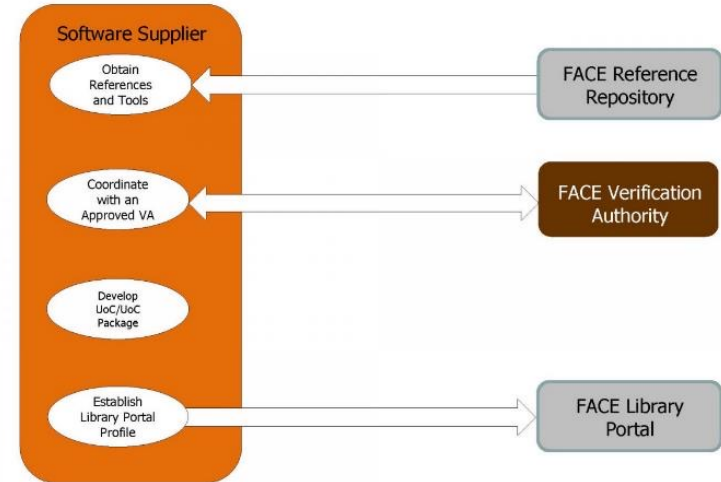 Software Supplier
Obtain
References
and Tools
FACE Reference
Repository
Coordinate
with an
Approved VA
FACE Verification
Authority
Develop
UoC/UoC
Package
Establish
Library Portal
Profile
FACE Library
Portal